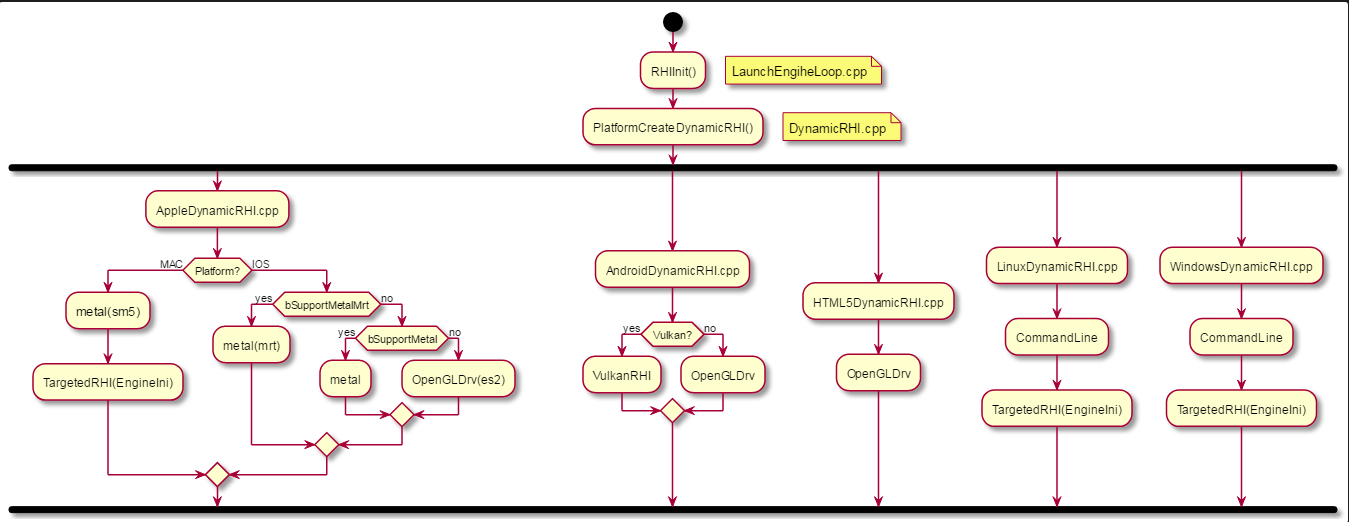 RHIInit()
LaunchEngiheLoop.cpp
PlatformCreateDynamicRHI()
DynamicRHI.cpp
AppleDynamicRHI.cpp
MAC
Platform?
IOS
metal(sm5)
TargetedRHI(EngineIni)
yes
bSupportMetalMrt
no
metal(mrt)
yes
bSupportMetal
no
metal
OpenGLDrv(es2)
AndroidDynamicRHI.cpp
yes
Vulkan?
no
VulkanRHI
OpenGLDrv
HTML5DynamicRHI.cpp
OpenGLDrv
LinuxDynamicRHI.cpp
CommandLine
TargetedRHI(EngineIni)
WindowsDynamicRHI.cpp
CommandLine
TargetedRHI(EngineIni)